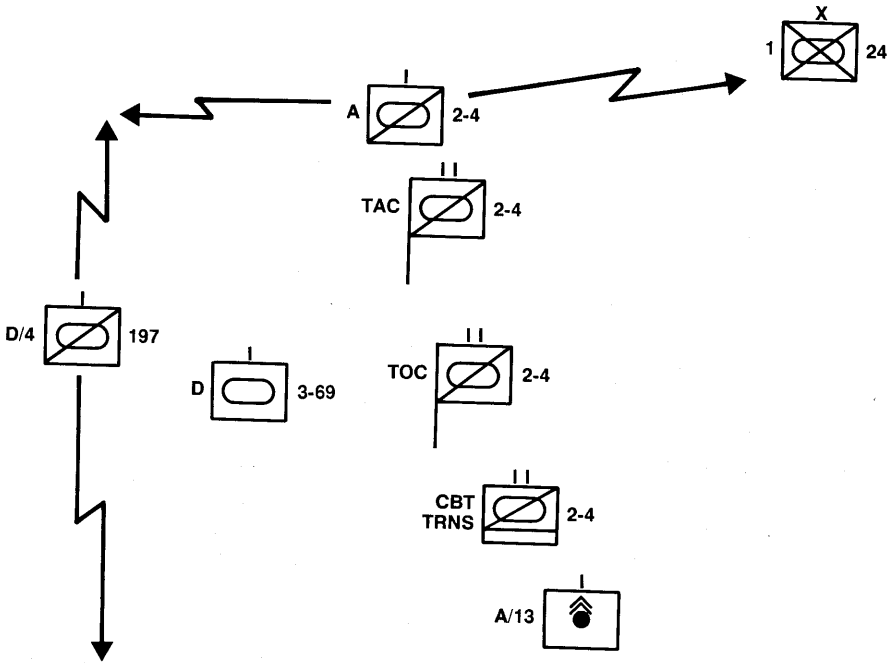 X
1 24
I
A 2-4
II
TAC 2-4
I
D/4 197
I
D 3-69
II
TOC 2-4
II
CBT
TRNS 2-4
I
A/13